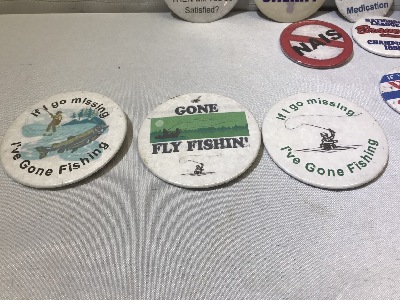 Satisfied?
Medication
NAIS
If I go missing
I've Gone Fishing
GONE
FLY FISHIN'
If I go missing
I've Gone Fishing